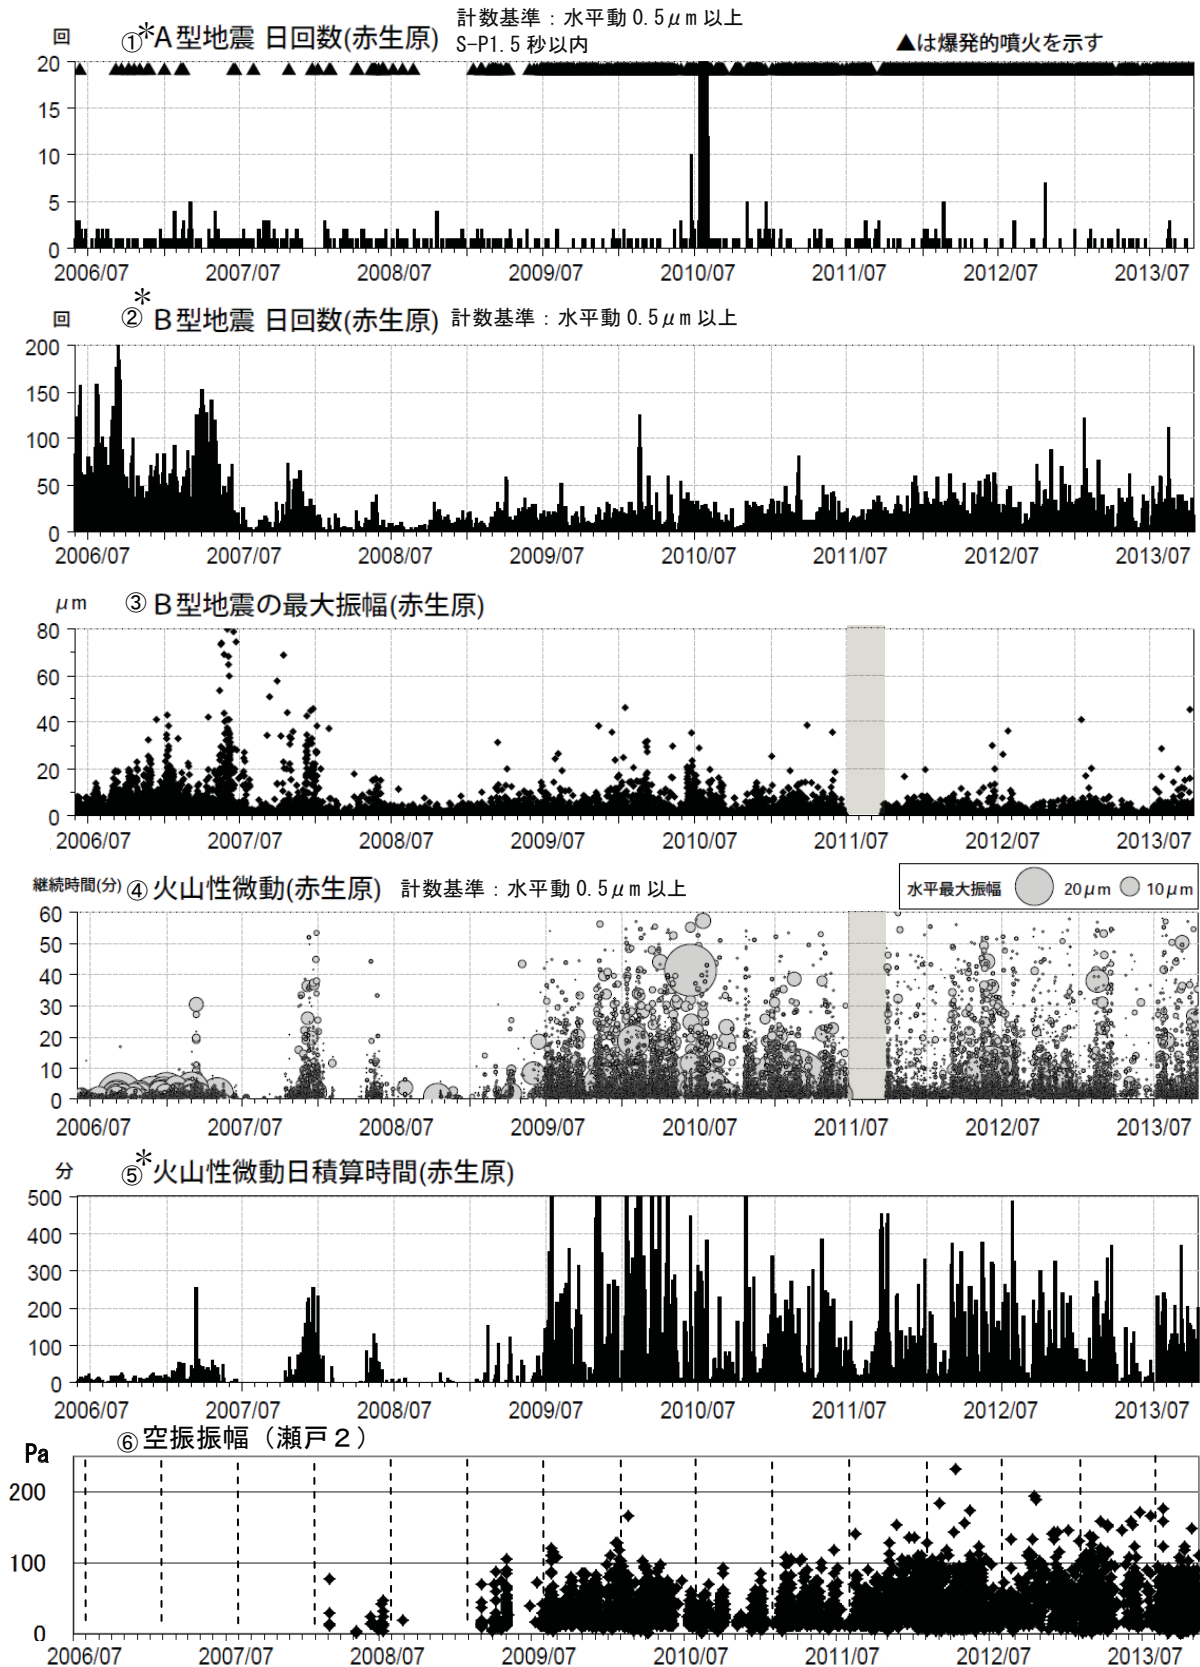 回 ①*A型地震 日回数(赤生原) 計数基準：水平動 0.5μm 以上
S-P1.5 秒以内
▲は爆発的噴火を示す
20
15
10
5
0
2006/07 2007/07 2008/07 2009/07 2010/07 2011/07 2012/07 2013/07
回 ②*B型地震 日回数(赤生原) 計数基準：水平動 0.5μm 以上
200
150
100
50
0
2006/07 2007/07 2008/07 2009/07 2010/07 2011/07 2012/07 2013/07
μm ③B型地震の最大振幅(赤生原)
80
60
40
20
0
2006/07 2007/07 2008/07 2009/07 2010/07 2011/07 2012/07 2013/07
継続時間(分) ④火山性微動(赤生原) 計数基準：水平動 0.5μm 以上
水平最大振幅 20μm 10μm
60
50
40
30
20
10
0
2006/07 2007/07 2008/07 2009/07 2010/07 2011/07 2012/07 2013/07
分 ⑤*火山性微動日積算時間(赤生原)
500
400
300
200
100
0
2006/07 2007/07 2008/07 2009/07 2010/07 2011/07 2012/07 2013/07
Pa ⑥空振振幅（瀬戸２）
200
100
0
2006/07 2007/07 2008/07 2009/07 2010/07 2011/07 2012/07 2013/07